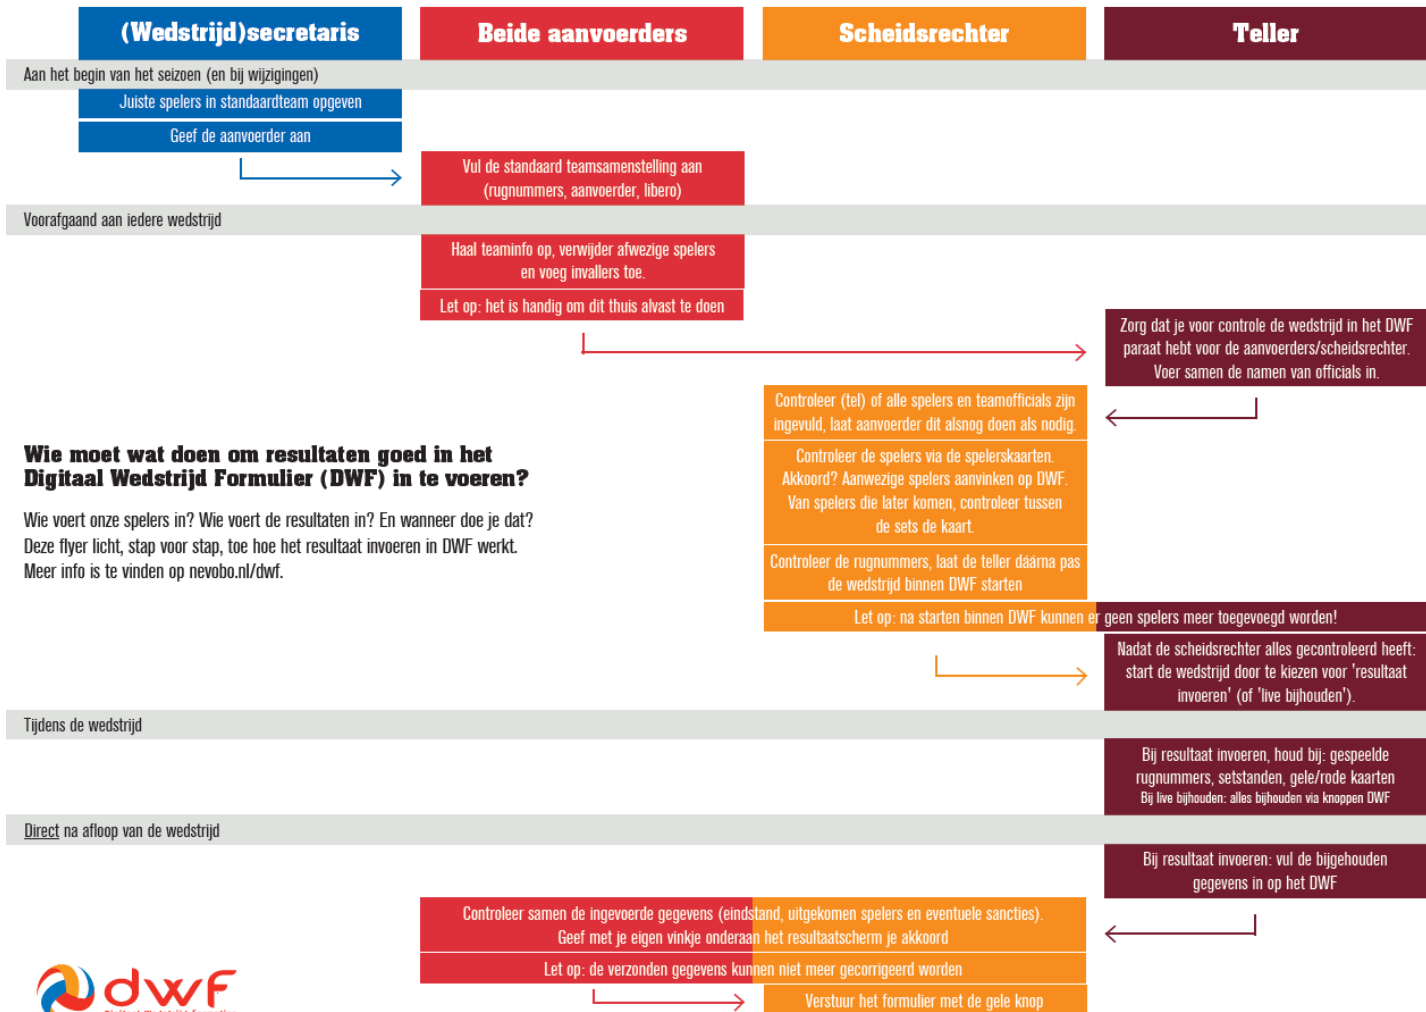 (Wedstrijd)secretaris
Beide aanvoerders
Scheidsrechter
Teller
Aan het begin van het seizoen (en bij wijzigingen)
Juiste spelers in standaardteam opgeven
Geef de aanvoerder aan
Vul de standaard teamsamenstelling aan
(rugnummers, aanvoerder, libero)
Voorafgaand aan iedere wedstrijd
Haal teaminfo op, verwijder afwezige spelers
en voeg invallers toe.
Let op: het is handig om dit thuis alvast te doen
Zorg dat je voor controle de wedstrijd in het DWF
paraat hebt voor de aanvoerders/scheidsrechter.
Voer samen de namen van officials in.
Controleer (tel) of alle spelers en teamofficials zijn
ingevuld, laat aanvoerder dit alsnog doen als nodig.
Controleer de spelers via de spelerskaarten.
Akkoord? Aanwezige spelers aanvinken op DWF.
Van spelers die later komen, controleer tussen
de sets de kaart.
Controleer de rugnummers, laat de teller dáárna pas
de wedstrijd binnen DWF starten
Let op: na starten binnen DWF kunnen er geen spelers meer toegevoegd worden!
Wie moet wat doen om resultaten goed in het
Digitaal Wedstrijd Formulier (DWF) in te voeren?
Wie voert onze spelers in? Wie voert de resultaten in? En wanneer doe je dat?
Deze flyer licht, stap voor stap, toe hoe het resultaat invoeren in DWF werkt.
Meer info is te vinden op nevobo.nl/dwf.
Nadat de scheidsrechter alles gecontroleerd heeft:
start de wedstrijd door te kiezen voor 'resultaat
invoeren' (of 'live bijhouden').
Tijdens de wedstrijd
Bij resultaat invoeren, houd bij: gespeelde
rugnummers, setstanden, gele/rode kaarten
Bij live bijhouden: alles bijhouden via knoppen DWF
Direct na afloop van de wedstrijd
Bij resultaat invoeren: vul de bijgehouden
gegevens in op het DWF
Controleer samen de ingevoerde gegevens (eindstand, uitgekomen spelers en eventuele sancties).
Geef met je eigen vinkje onderaan het resultaatscherm je akkoord
Let op: de verzonden gegevens kunnen niet meer gecorrigeerd worden
Verstuur het formulier met de gele knop
dwf